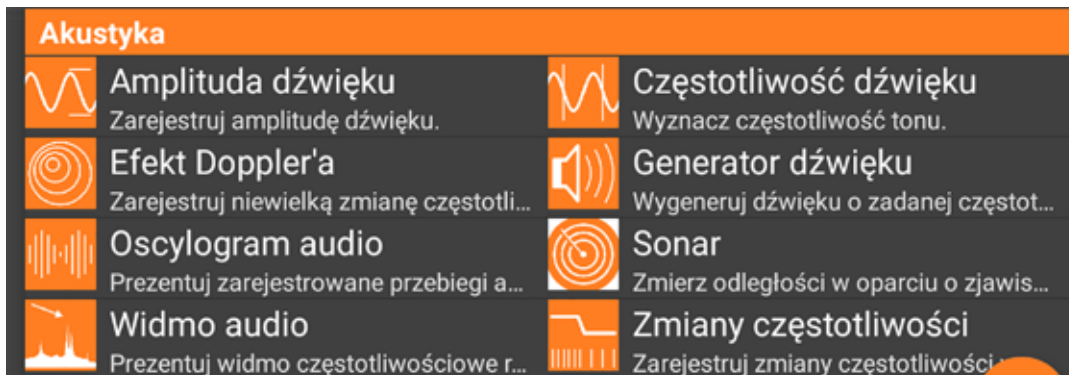 Akustyka
Amplituda dźwięku
Zarejestruj amplitudę dźwięku.
Częstotliwość dźwięku
Wyznacz częstotliwość tonu.
Efekt Doppler'a
Zarejestruj niewielką zmianę częstotli...
Generator dźwięku
Wygeneruj dźwięku o zadanej częstot...
Oscylogram audio
Prezentuj zarejestrowane przebiegi a...
Sonar
Zmierz odległości w oparciu o zjawis...
Widmo audio
Prezentuj widmo częstotliwościowe r...
Zmiany częstotliwości
Zarejestruj zmiany częstotliwości